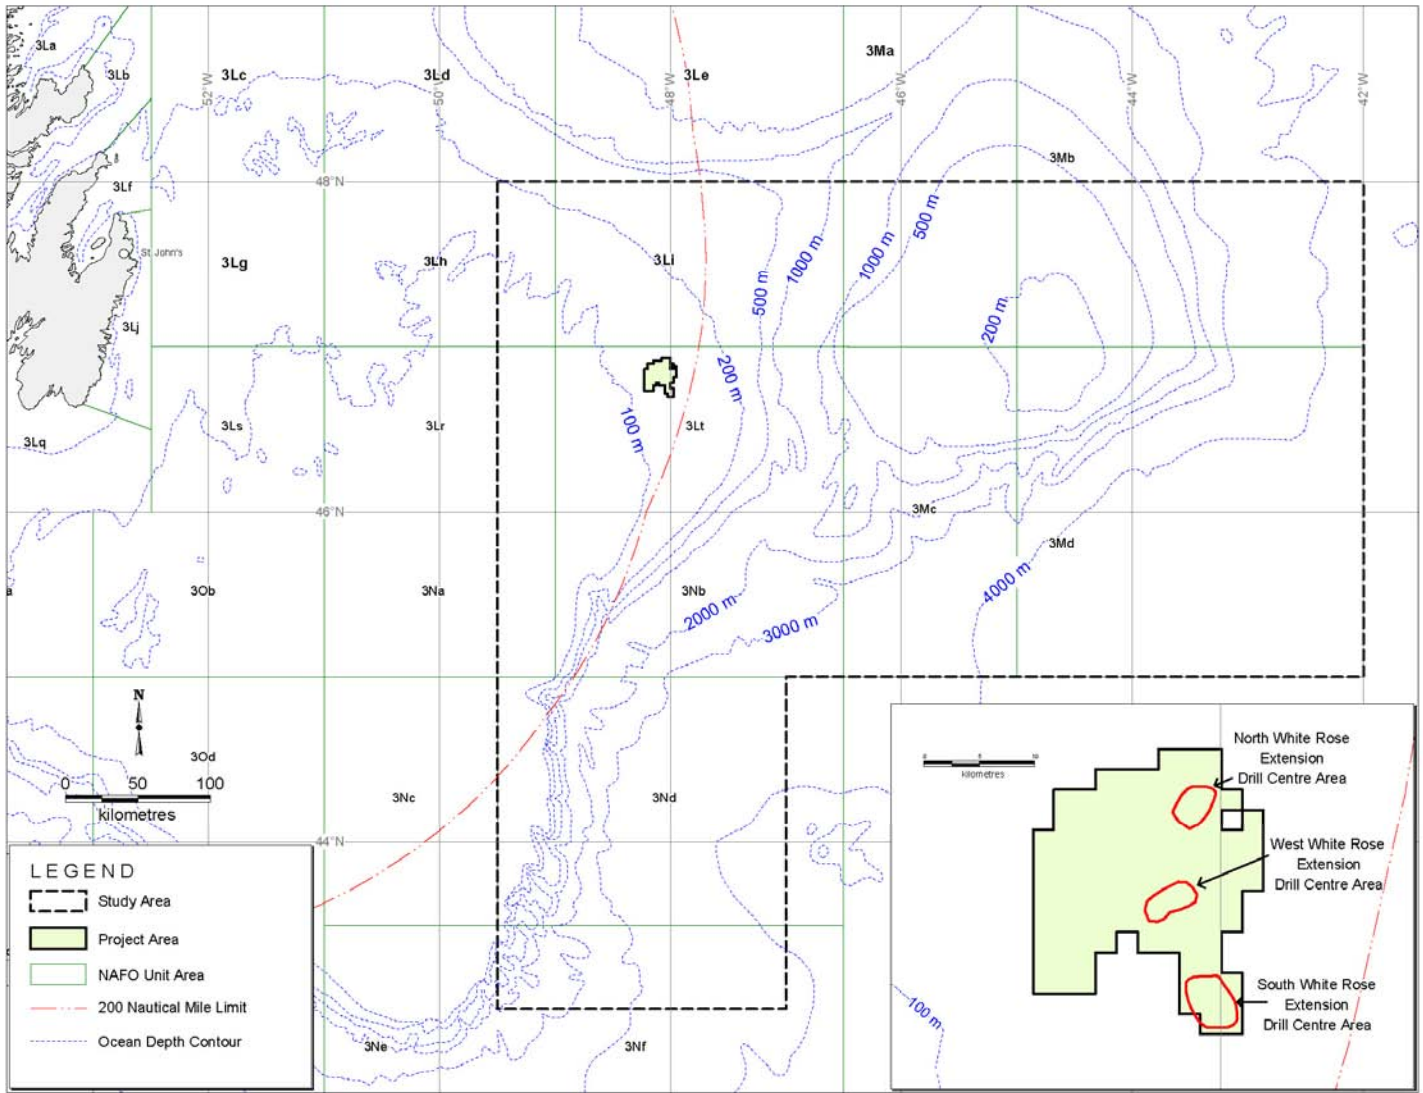 3La
3Lb
3Lc
3Ld
3Le
3Ma
52°W
50°W
48°W
46°W
44°W
42°W
3Mb
3Lf
48°N
500 m
1000 m
1000 m
St. John's
3Lg
3Lh
3Li
500 m
200 m
3Lj
200 m
100 m
3Lq
3Ls
3Lr
3Lt
46°N
3Mc
3Md
4000 m
a
3Ob
3Na
3Nb
2000 m
3000 m
N
3Od
0 50 100
kilometres
3Nc
3Nd
44°N
LEGEND
Study Area
Project Area
NAFO Unit Area
200 Nautical Mile Limit
Ocean Depth Contour
3Ne
3Nf
0 5 10
kilometres
North White Rose
Extension
Drill Centre Area
West White Rose
Extension
Drill Centre Area
South White Rose
Extension
Drill Centre Area
100 m